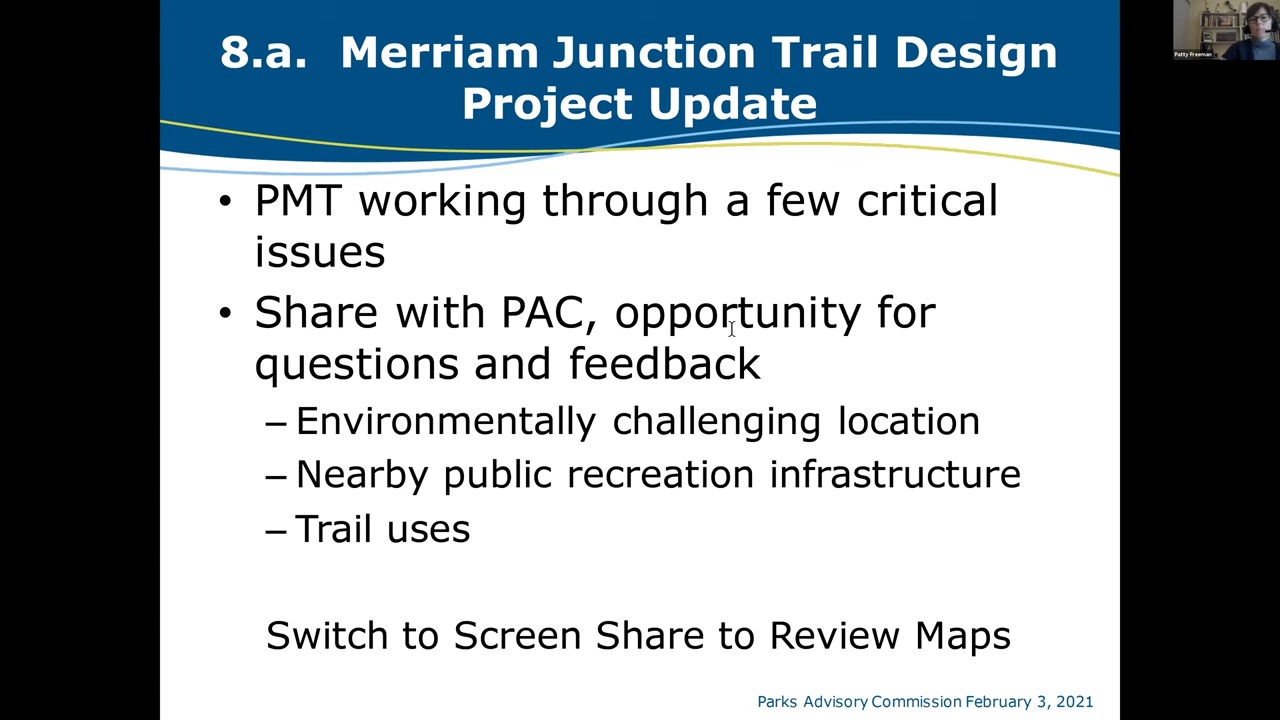 8.a. Merriam Junction Trail Design
Project Update
Patty Freeman
• PMT working through a few critical
issues
• Share with PAC, opportunity for
questions and feedback
– Environmentally challenging location
– Nearby public recreation infrastructure
– Trail uses
Switch to Screen Share to Review Maps
Parks Advisory Commission February 3, 2021